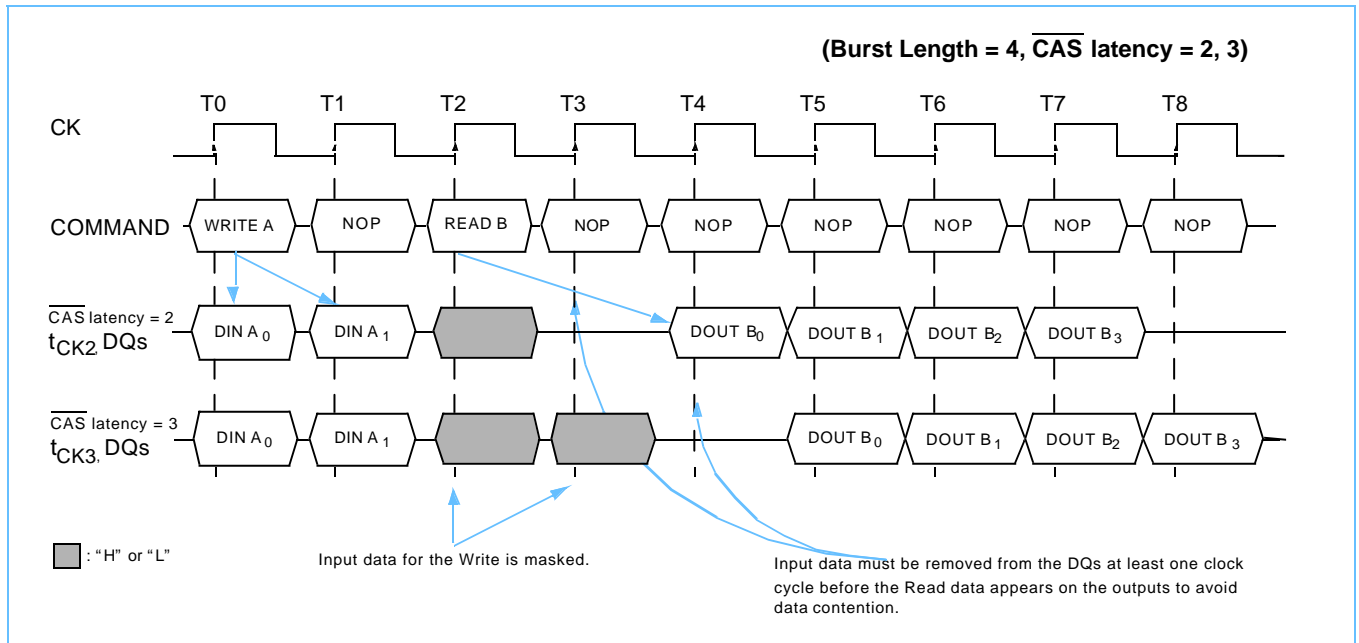 (Burst Length = 4, CAS latency = 2, 3)
T0 T1 T2 T3 T4 T5 T6 T7 T8
CK
COMMAND WRITE A NOP READ B NOP NOP NOP NOP NOP NOP
CAS latency = 2
tCK2, DQs DIN A0 DIN A1 DOUT B0 DOUT B1 DOUT B2 DOUT B3
CAS latency = 3
tCK3, DQs DIN A0 DIN A1 DOUT B0 DOUT B1 DOUT B2 DOUT B3
: “H” or “L”
Input data for the Write is masked.
Input data must be removed from the DQs at least one clock
cycle before the Read data appears on the outputs to avoid
data contention.